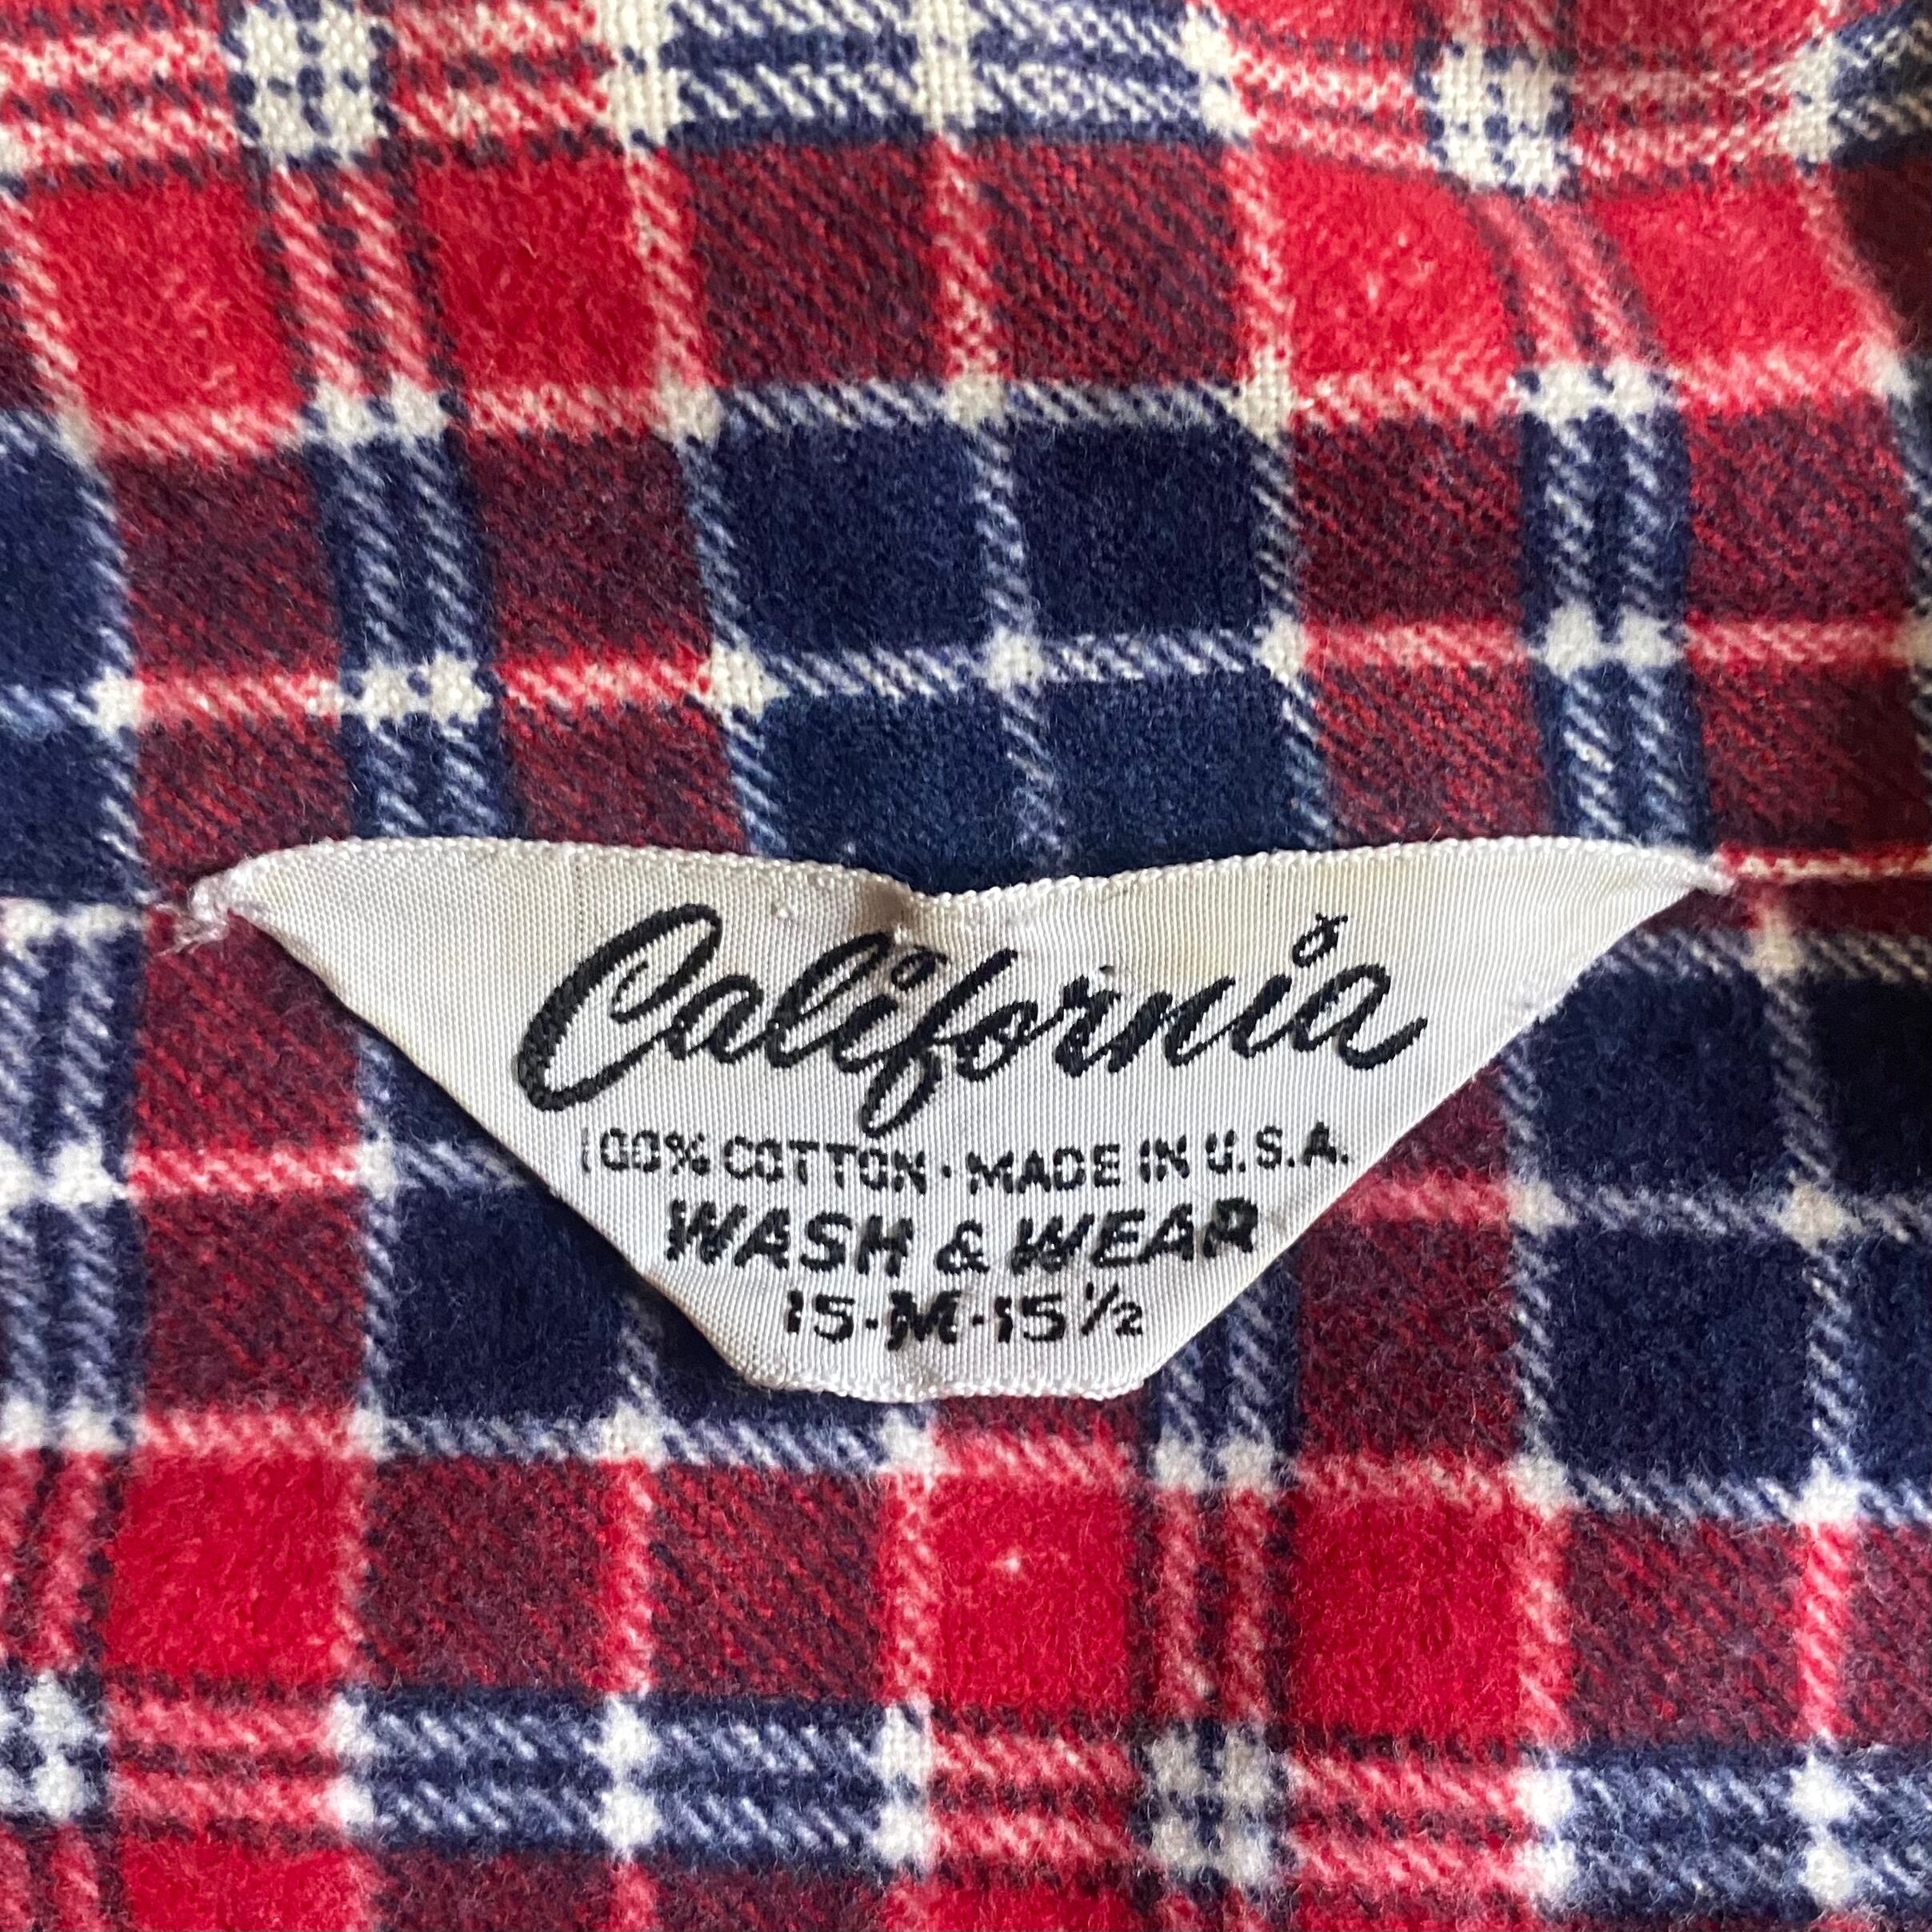 California
100% COTTON · MADE IN U.S.A.
WASH & WEAR
15·M·15½